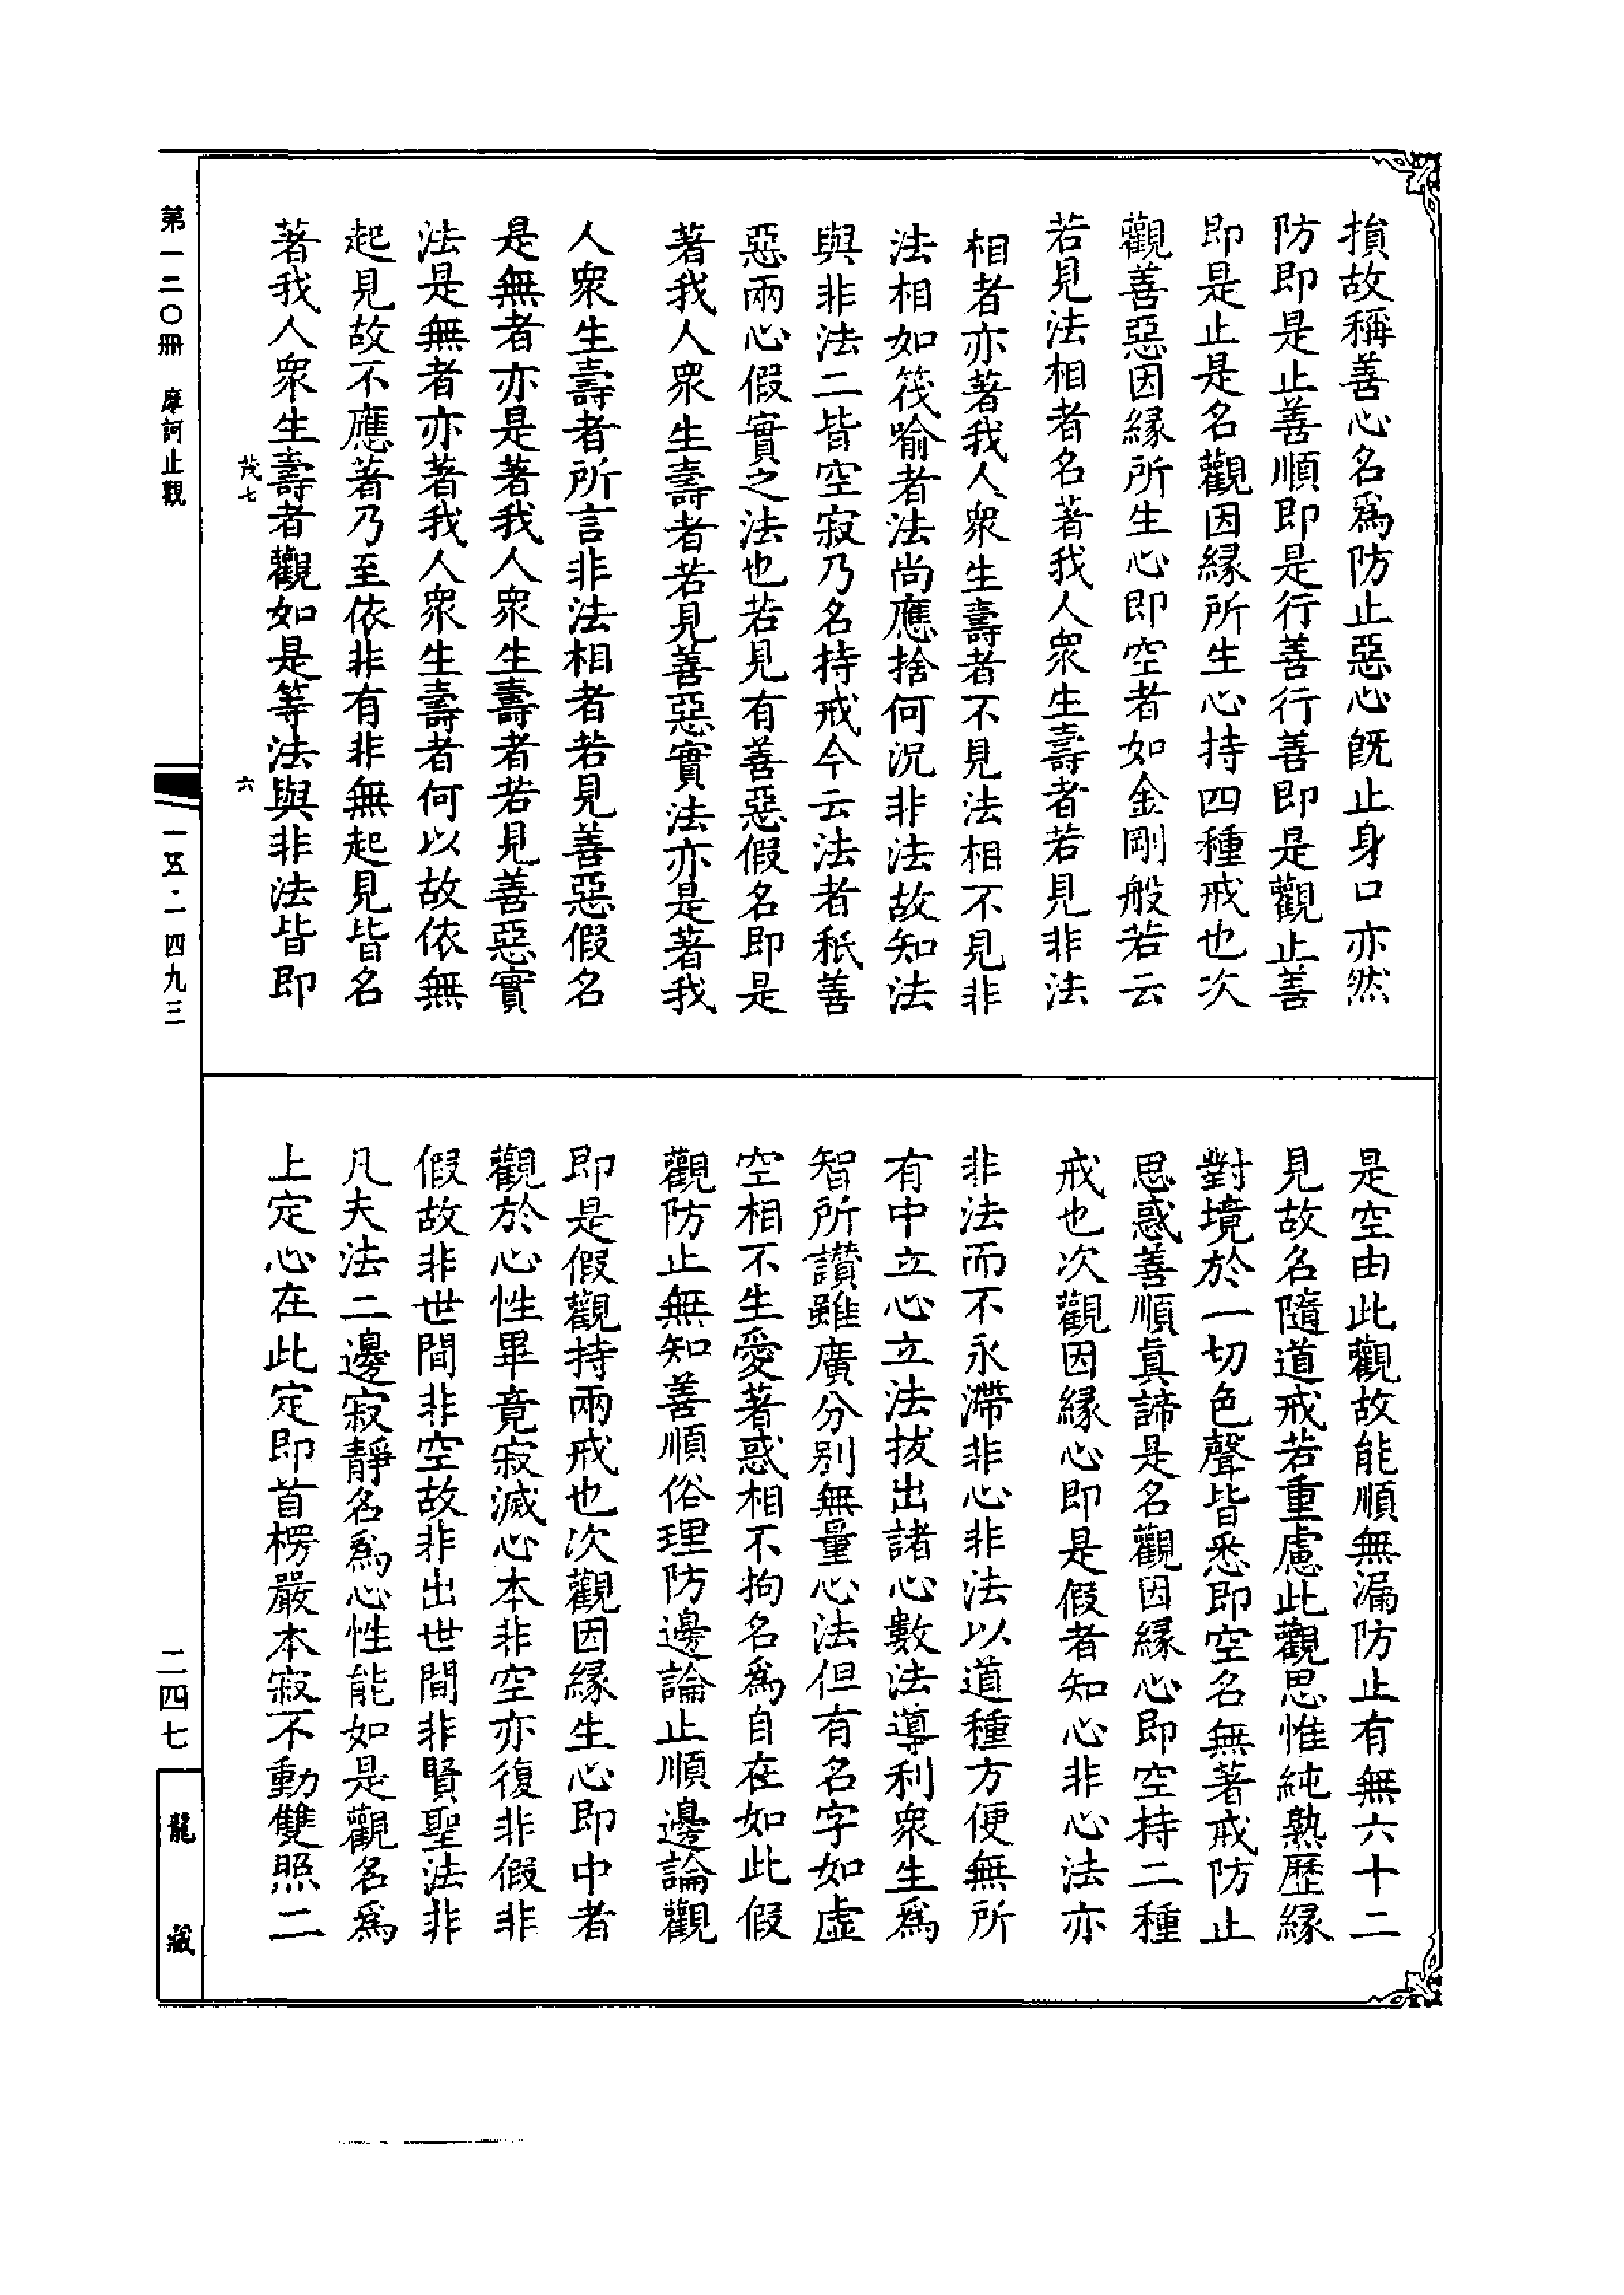 損故稱善心名爲防止惡心旣止身口亦然
防即是止善順即是行善行善即是觀止善
即是止是名觀因縁所生心持四種戒也次
觀善惡因縁所生心即空者如金剛般若云
若見法相者名著我人衆生壽者若見非法
相者亦著我人衆生壽者不見法相不見非
法相如筏喻者法尚應捨何況非法故知法
與非法二皆空寂乃名持戒今云法者秖善
惡兩心假實之法也若見有善惡假名即是
著我人衆生壽者若見善惡實法亦是著我
人衆生壽者所言非法相者若見善惡假名
是無者亦是著我人衆生壽者若見善惡實
法是無者亦著我人衆生壽者何以故依無
起見故不應著乃至依非有非無起見皆名
著我人衆生壽者觀如是等法與非法皆即
茂七
六
是空由此觀故能順無漏防止有無六十二
見故名隨道戒若重慮此觀思惟純熟歷縁
對境於一切色聲皆悉即空名無著戒防止
思惑善順眞諦是名觀因縁心即空持二種
戒也次觀因縁心即是假者知心非心法亦
非法而不永滯非心非法以道種方便無所
有中立心立法拔出諸心數法導利衆生爲
智所讃雖廣分別無量心法但有名字如虛
空相不生愛著惑相不拘名爲自在如此假
觀防止無知善順俗理防邊論止順邊論觀
即是假觀持兩戒也次觀因縁生心即中者
觀於心性畢竟寂滅心本非空亦復非假非
假故非世間非空故非出世間非賢聖法非
凡夫法二邊寂靜名爲心性能如是觀名爲
上定心在此定即首楞嚴本寂不動雙照二
第一二〇冊 摩訶止觀
一五·一四九三
二四七
龍藏